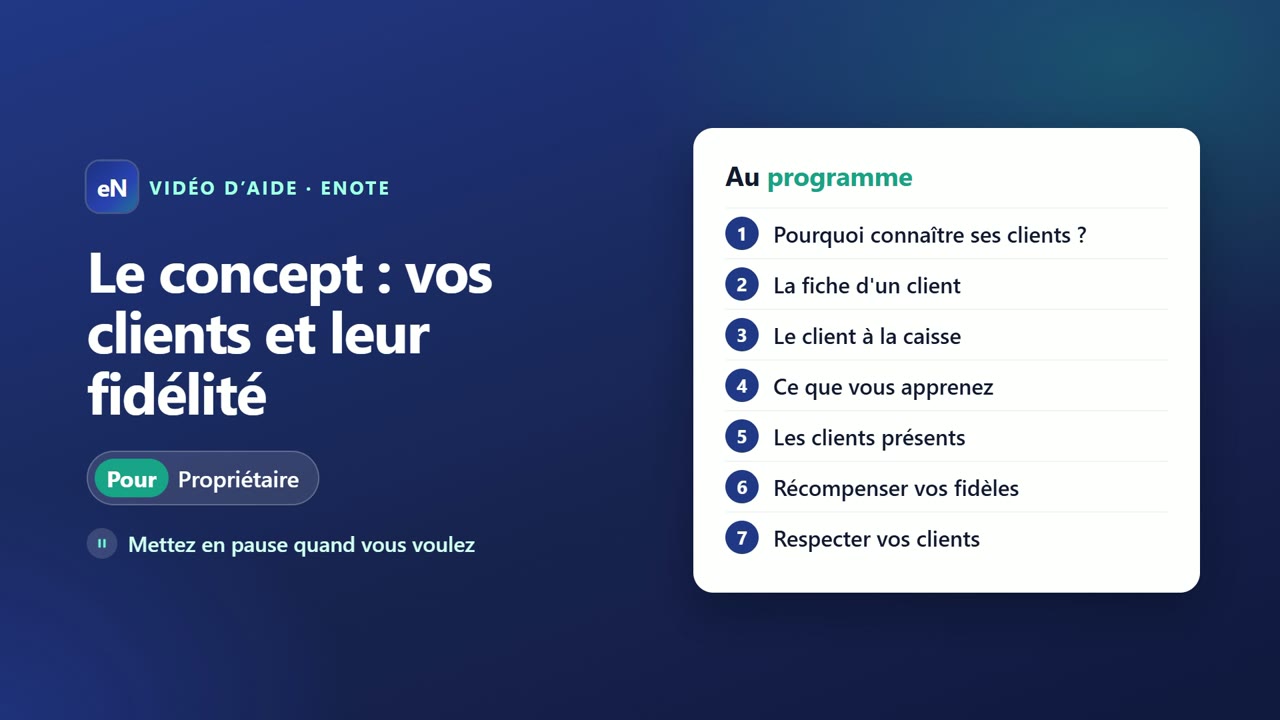 eN
VIDÉO D’AIDE · ENOTE
Le concept : vos
clients et leur
fidélité
Pour Propriétaire
Mettez en pause quand vous voulez
Au programme
1 Pourquoi connaître ses clients ?
2 La fiche d'un client
3 Le client à la caisse
4 Ce que vous apprenez
5 Les clients présents
6 Récompenser vos fidèles
7 Respecter vos clients